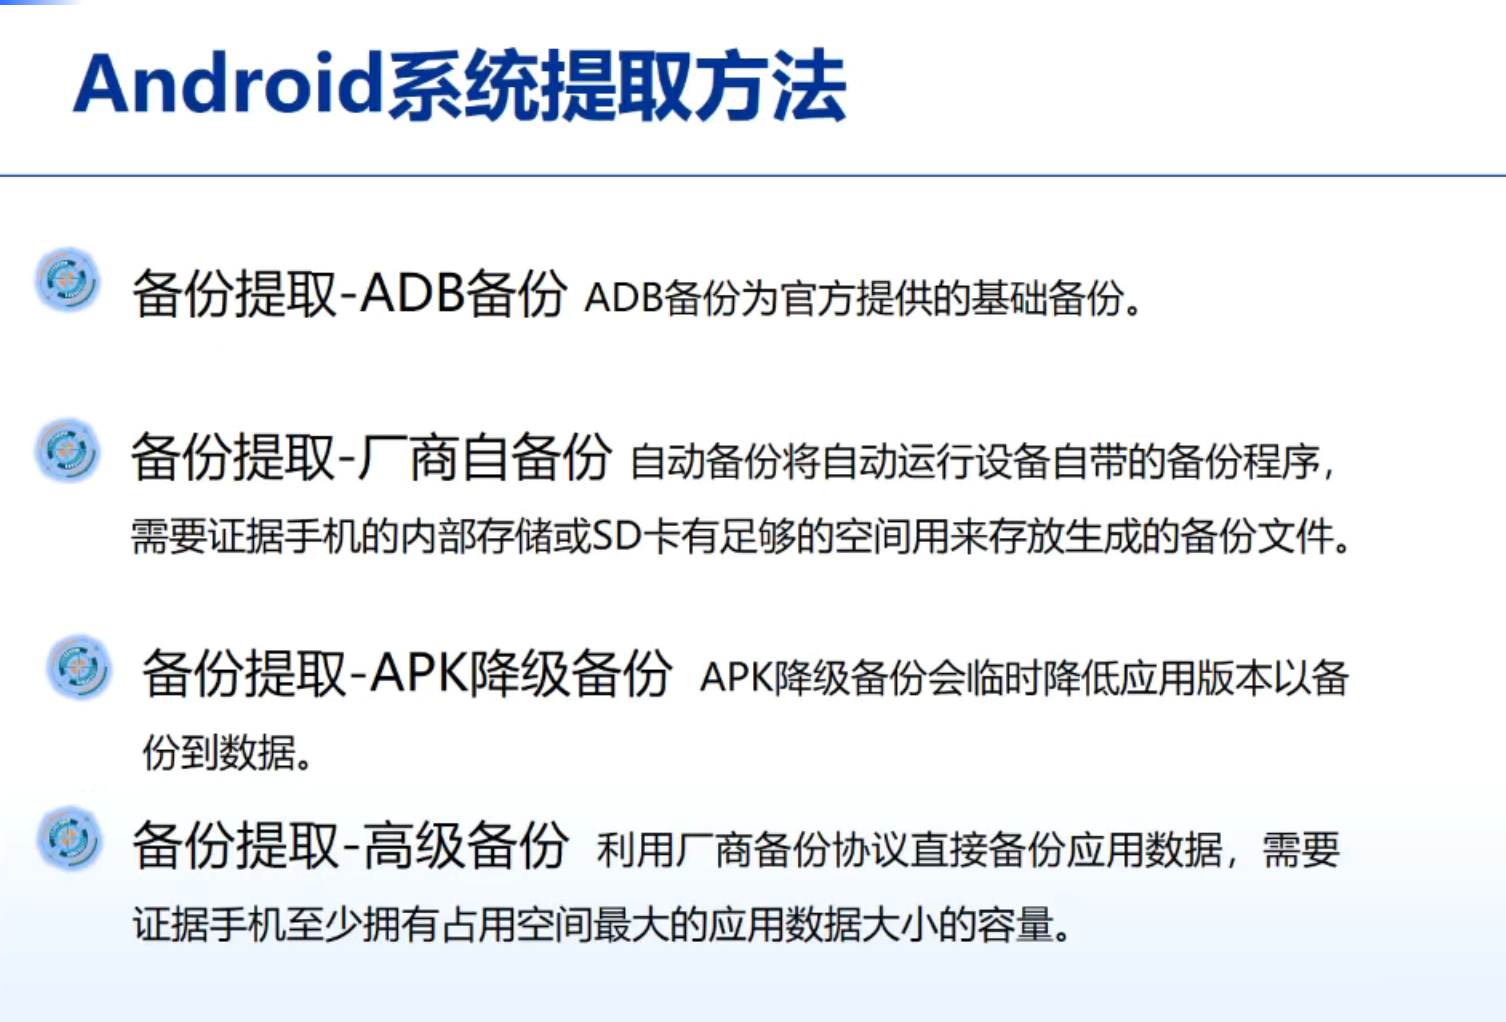 Android系统提取方法
备份提取-ADB备份 ADB备份为官方提供的基础备份。
备份提取-厂商自备份 自动备份将自动运行设备自带的备份程序，
需要证据手机的内部存储或SD卡有足够的空间用来存放生成的备份文件。
备份提取-APK降级备份 APK降级备份会临时降低应用版本以备
份到数据。
备份提取-高级备份 利用厂商备份协议直接备份应用数据，需要
证据手机至少拥有占用空间最大的应用数据大小的容量。